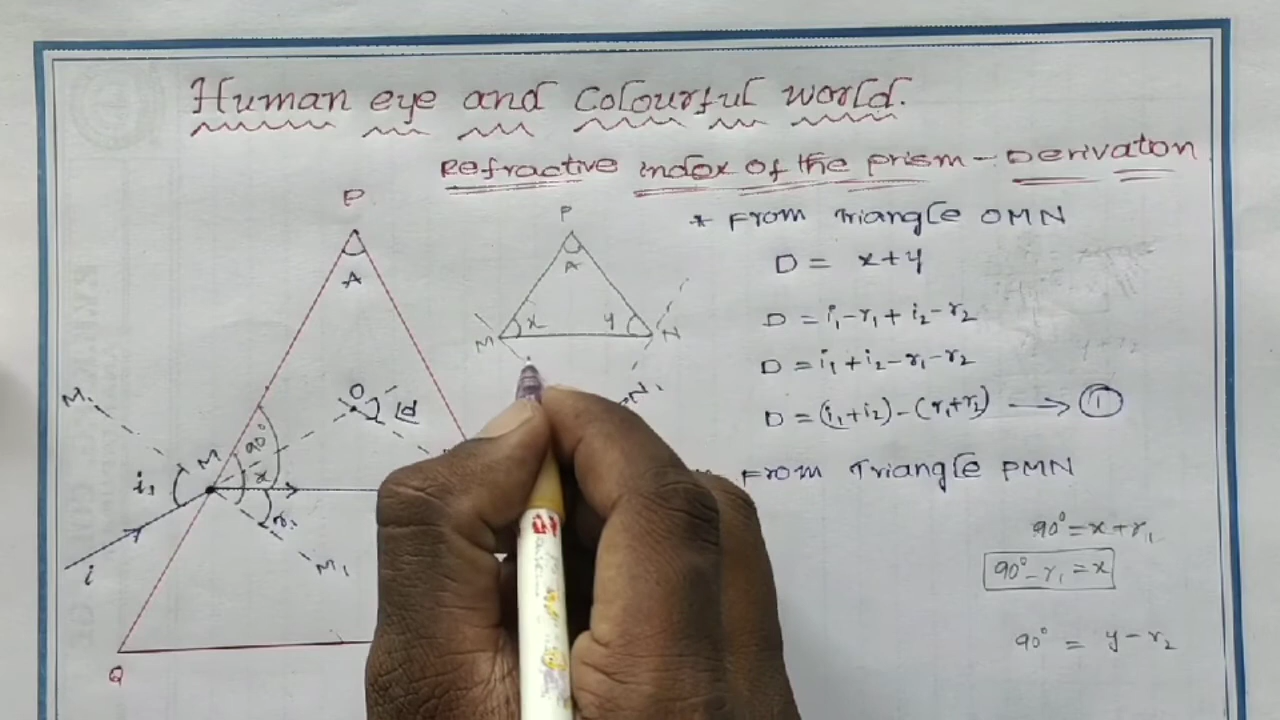 Human eye and Colourful world.
Refractive index of the prism - Derivaton
P
A
M
i₁
M
90°
x
r₁
O
d
i
M₁
Q
P
A
x
y
M
N
N₁
* From Triangle OMN
D = x+y
D = i₁-r₁+i₂-r₂
D = i₁+i₂-r₁-r₂
D = (i₁+i₂)-(r₁+r₂) → ①
From Triangle PMN
90° = x+r₁
90°-r₁ = x
90° = y-r₂